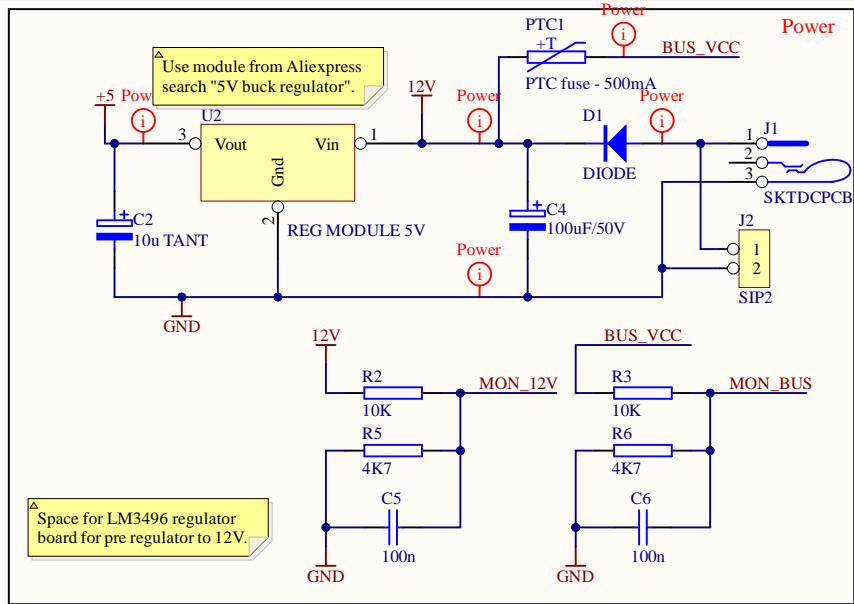 Power
PTC1
+T
PTC fuse - 500mA
Power
i
BUS_VCC
Use module from Aliexpress
search "5V buck regulator".
+5
Pow
i
U2
3
Vout
Vin
1
Gnd
2
REG MODULE 5V
12V
Power
i
D1
DIODE
Power
i
J1
1
2
3
SKTDCPCB
J2
1
2
SIP2
+
C2
10u TANT
+
C4
100uF/50V
Power
i
GND
12V
R2
10K
MON_12V
R5
4K7
C5
100n
GND
BUS_VCC
R3
10K
MON_BUS
R6
4K7
C6
100n
GND
Space for LM3496 regulator
board for pre regulator to 12V.